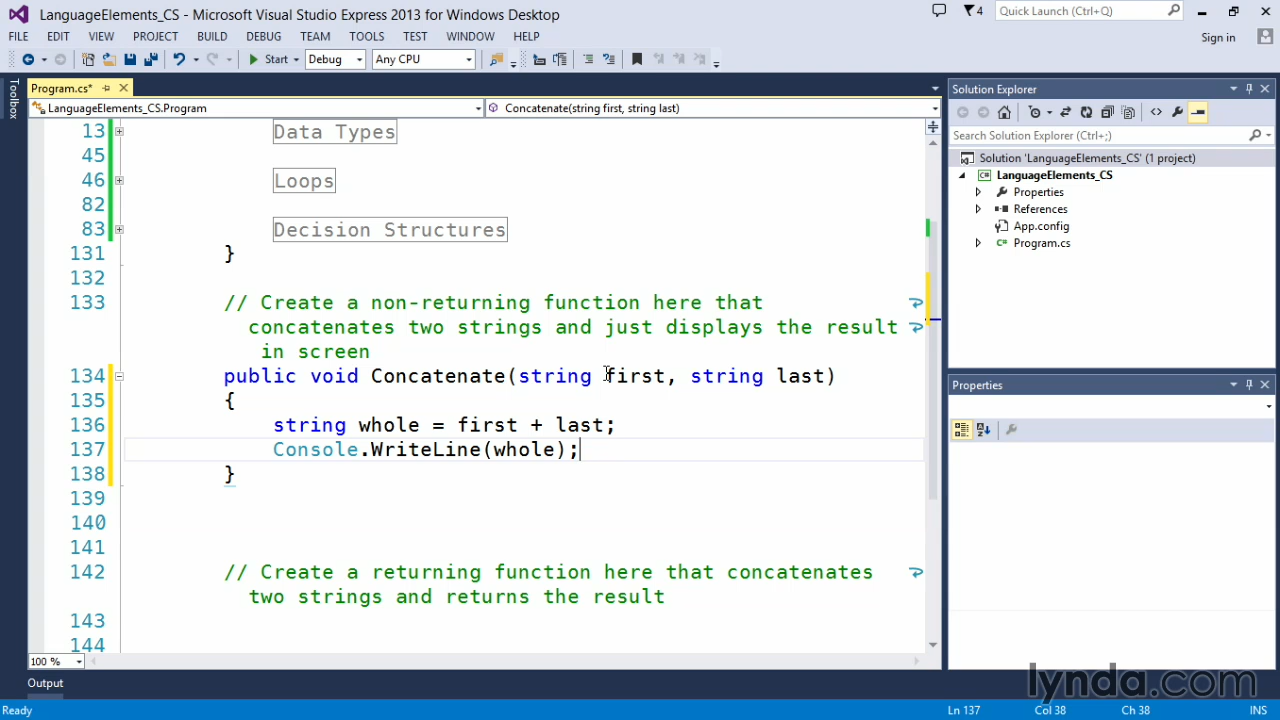 LanguageElements_CS - Microsoft Visual Studio Express 2013 for Windows Desktop
4
Quick Launch (Ctrl+Q)
FILE EDIT VIEW PROJECT BUILD DEBUG TEAM TOOLS TEST WINDOW HELP
Sign in
Start Debug Any CPU
Toolbox
Program.cs*
LanguageElements_CS.Program
Concatenate(string first, string last)
13 Data Types
45
46 Loops
82
83 Decision Structures
131 }
132
133 // Create a non-returning function here that
concatenates two strings and just displays the result
in screen
134 public void Concatenate(string first, string last)
135 {
136 string whole = first + last;
137 Console.WriteLine(whole);
138 }
139
140
141
142 // Create a returning function here that concatenates
two strings and returns the result
143
144
100 %
Solution Explorer
Search Solution Explorer (Ctrl+;)
Solution 'LanguageElements_CS' (1 project)
LanguageElements_CS
Properties
References
App.config
Program.cs
Properties
Output
lynda.com
Ready
Ln 137 Col 38 Ch 38 INS